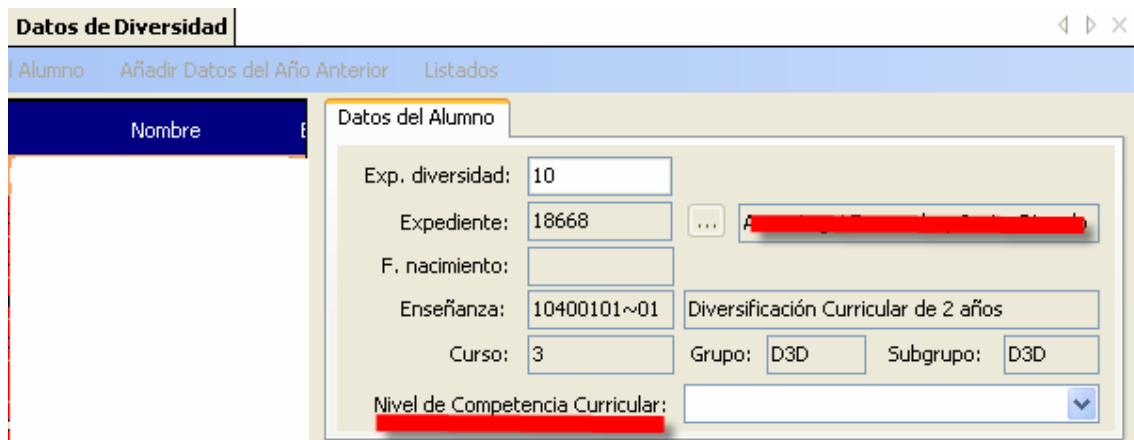 Datos de Diversidad
l Alumno Añadir Datos del Año Anterior Listados
Nombre
Datos del Alumno
Exp. diversidad: 10
Expediente: 18668 ...
F. nacimiento:
Enseñanza: 10400101~01 Diversificación Curricular de 2 años
Curso: 3 Grupo: D3D Subgrupo: D3D
Nivel de Competencia Curricular: